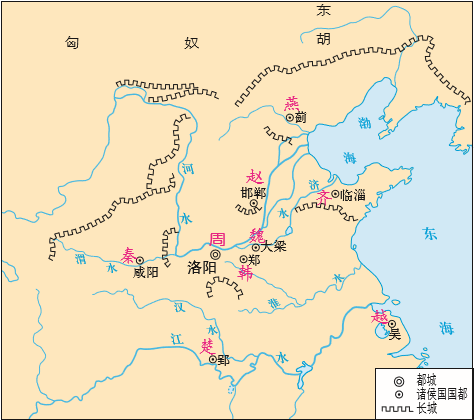 东
胡
匈 奴
燕
蓟
渤
海
河
水
赵
邯郸
济
水
齐
临淄
东
海
周
洛阳
魏
大梁
郑
韩
秦
咸阳
渭 水
淮 水
汉
水
江 水
楚
郢
越
吴
都城
诸侯国国都
长城